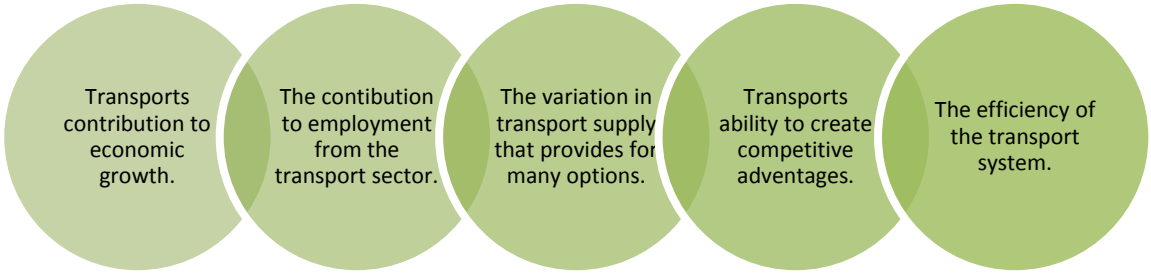 Transports
contribution to
economic
growth.
The contibution
to employment
from the
transport sector.
The variation in
transport supply
that provides for
many options.
Transports
ability to create
competitive
adventages.
The efficiency of
the transport
system.